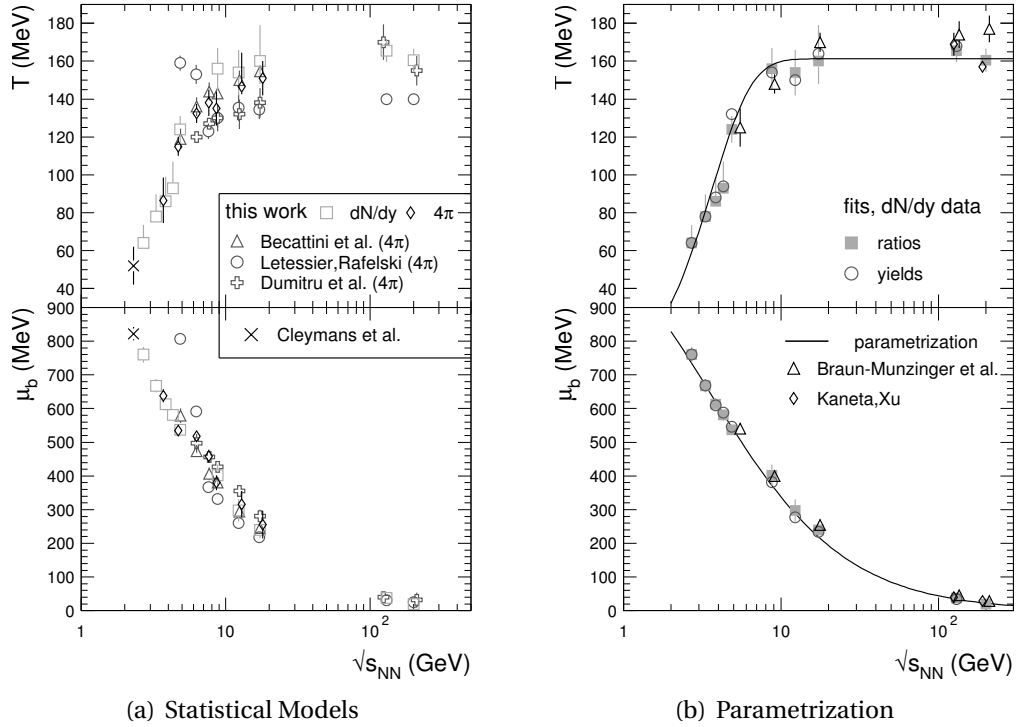 T (MeV)
180
160
140
120
100
80
60
40
this work dN/dy 4π
Becattini et al. (4π)
Letessier,Rafelski (4π)
Dumitru et al. (4π)
Cleymans et al.
μb (MeV)
900
800
700
600
500
400
300
200
100
0
1 10 10²
√sNN (GeV)
(a) Statistical Models
T (MeV)
180
160
140
120
100
80
60
40
fits, dN/dy data
ratios
yields
μb (MeV)
900
800
700
600
500
400
300
200
100
0
parametrization
Braun-Munzinger et al.
Kaneta,Xu
1 10 10²
√sNN (GeV)
(b) Parametrization